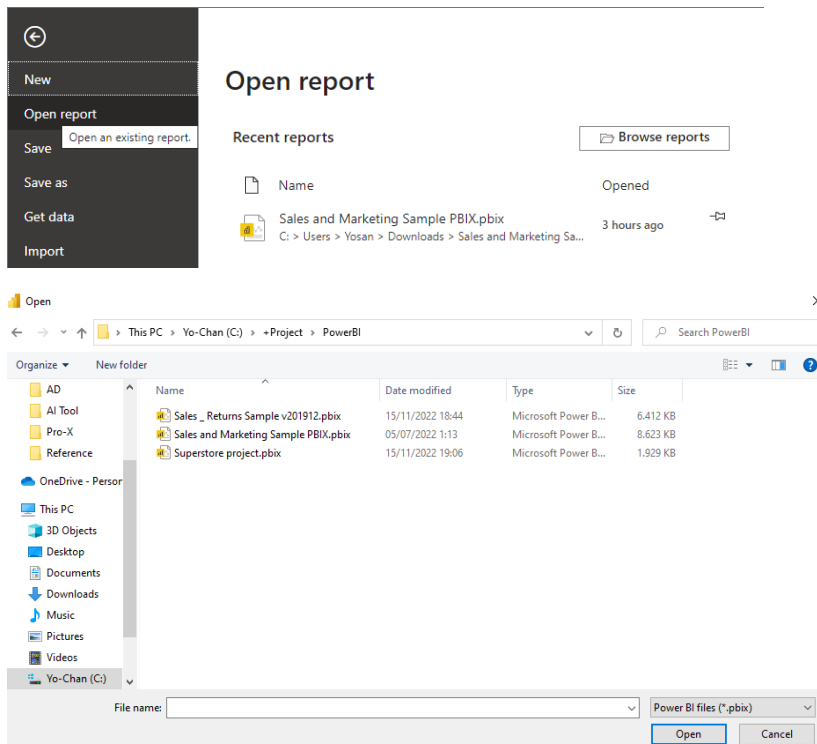 New
Open report
Open an existing report.
Save
Save as
Get data
Import
Open report
Recent reports
Browse reports
Name Opened
Sales and Marketing Sample PBIX.pbix
C: > Users > Yosan > Downloads > Sales and Marketing Sa...
3 hours ago
Open
This PC > Yo-Chan (C:) > +Project > PowerBI
Search PowerBI
Organize New folder
AD
AI Tool
Pro-X
Reference
OneDrive - Person
This PC
3D Objects
Desktop
Documents
Downloads
Music
Pictures
Videos
Yo-Chan (C:)
Name Date modified Type Size
Sales _ Returns Sample v201912.pbix 15/11/2022 18:44 Microsoft Power B... 6.412 KB
Sales and Marketing Sample PBIX.pbix 05/07/2022 1:13 Microsoft Power B... 8.623 KB
Superstore project.pbix 15/11/2022 19:06 Microsoft Power B... 1.929 KB
File name:
Power BI files (*.pbix)
Open Cancel